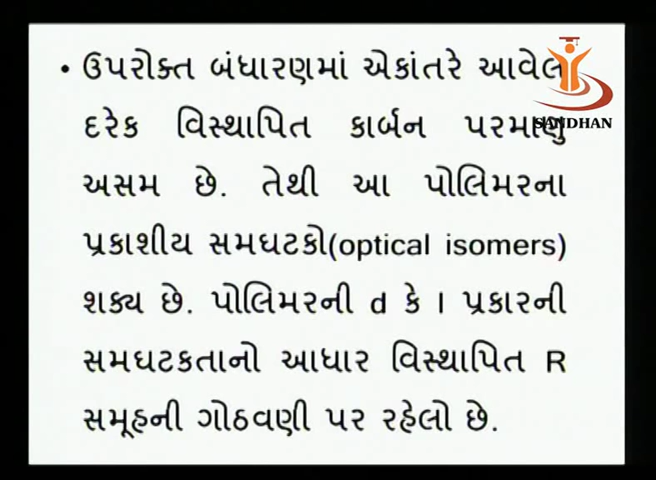 • ઉપરોક્ત બંધારણમાં એકાંતરે આવેલ
SANDHAN
દરેક વિસ્થાપિત કાર્બન પરમાણુ
અસમ છે. તેથી આ પોલિમરના
પ્રકાશીય સમઘટકો(optical isomers)
શક્ય છે. પોલિમરની d કે l પ્રકારની
સમઘટકતાનો આધાર વિસ્થાપિત R
સમૂહની ગોઠવણી પર રહેલો છે.